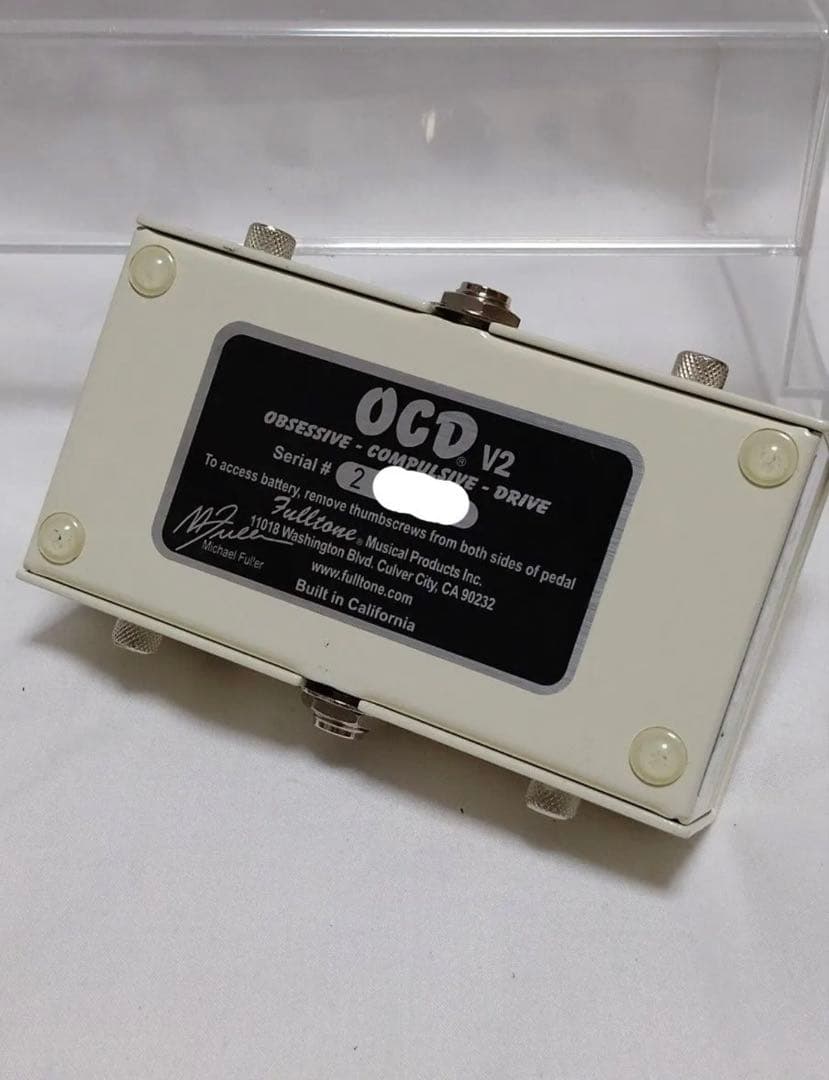 OCD® V2
OBSESSIVE - COMPULSIVE - DRIVE
Serial # 2
To access battery, remove thumbscrews from both sides of pedal
Fulltone® Musical Products Inc.
11018 Washington Blvd. Culver City, CA 90232
Michael Fuller
www.fulltone.com
Built in California